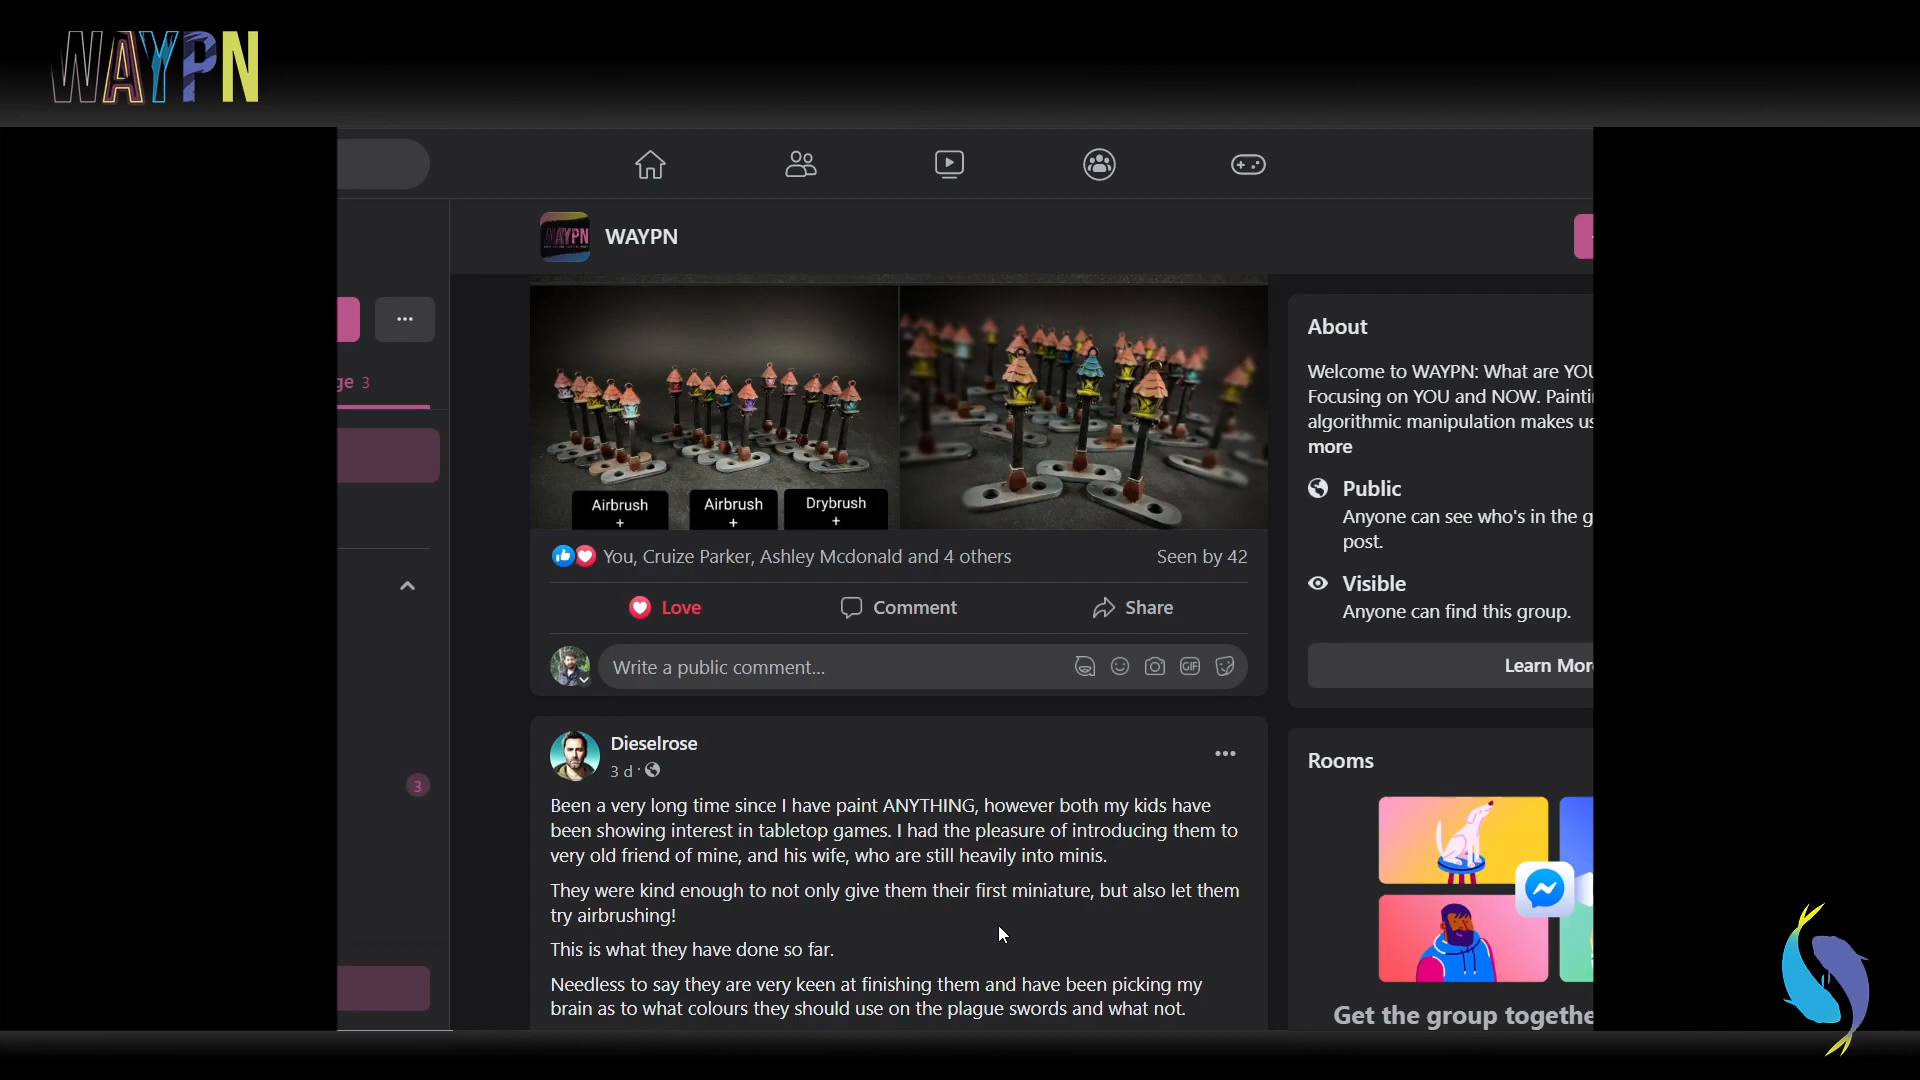 WAYPN
WAYPN
WAYPN
ge 3
Airbrush
+
Airbrush
+
Drybrush
+
You, Cruize Parker, Ashley Mcdonald and 4 others
Seen by 42
Love
Comment
Share
Write a public comment...
GIF
Dieselrose
3 d ·
Been a very long time since I have paint ANYTHING, however both my kids have
been showing interest in tabletop games. I had the pleasure of introducing them to
very old friend of mine, and his wife, who are still heavily into minis.
They were kind enough to not only give them their first miniature, but also let them
try airbrushing!
This is what they have done so far.
Needless to say they are very keen at finishing them and have been picking my
brain as to what colours they should use on the plague swords and what not.
3
About
Welcome to WAYPN: What are YOU
Focusing on YOU and NOW. Painti
algorithmic manipulation makes us
more
Public
Anyone can see who's in the g
post.
Visible
Anyone can find this group.
Learn More
Rooms
Get the group togethe